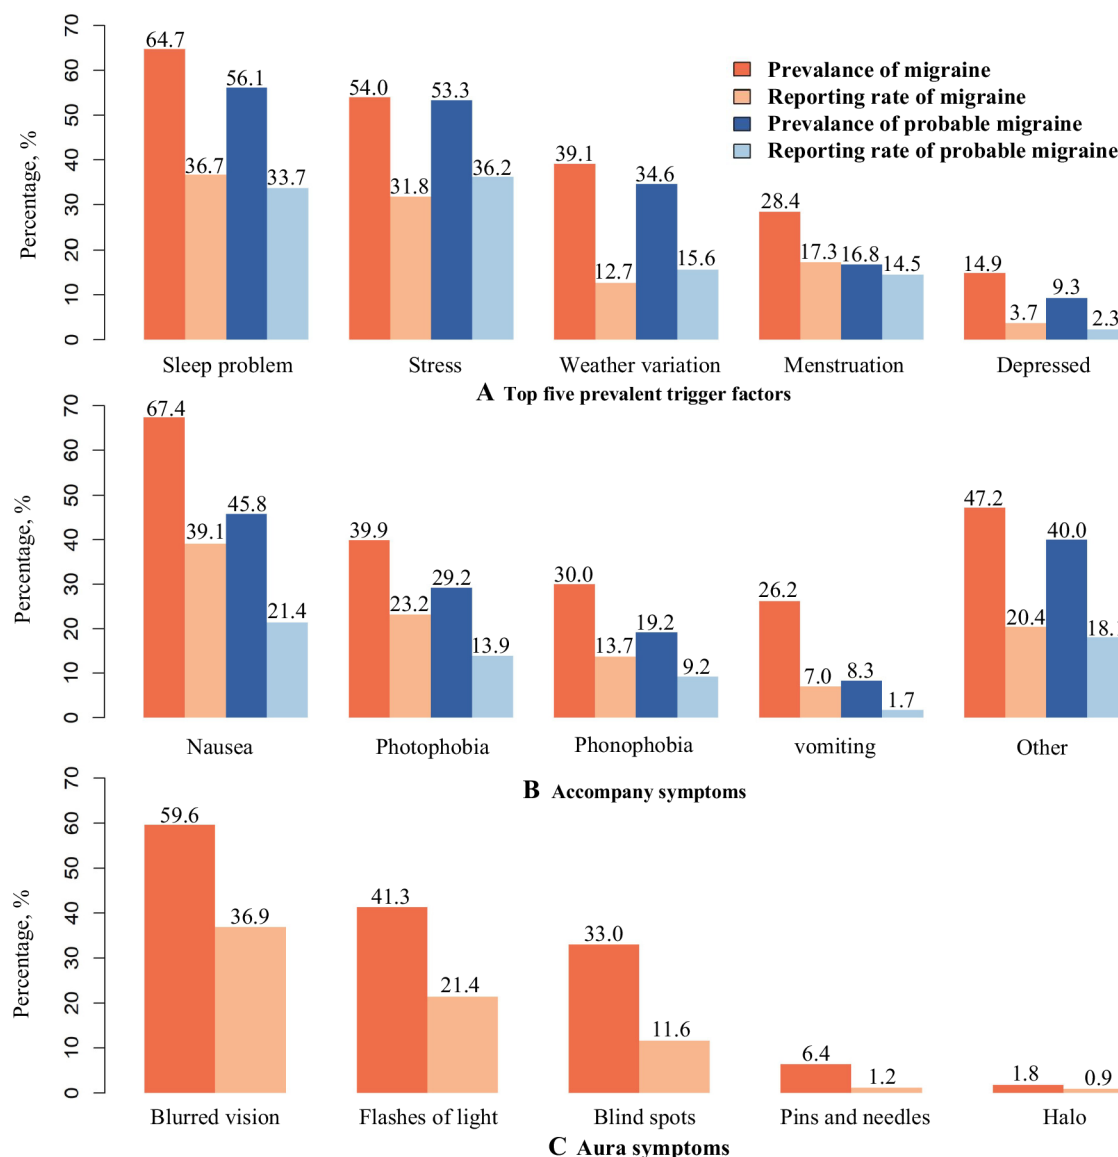 70
60
50
40
30
20
10
0
Percentage, %
64.7
36.7
56.1
33.7
54.0
31.8
53.3
36.2
39.1
12.7
34.6
15.6
28.4
17.3
16.8
14.5
14.9
3.7
9.3
2.3
Prevalance of migraine
Reporting rate of migraine
Prevalance of probable migraine
Reporting rate of probable migraine
Sleep problem
Stress
Weather variation
Menstruation
Depressed
A Top five prevalent trigger factors
70
60
50
40
30
20
10
0
Percentage, %
67.4
39.1
45.8
21.4
39.9
23.2
29.2
13.9
30.0
13.7
19.2
9.2
26.2
7.0
8.3
1.7
47.2
20.4
40.0
Nausea
Photophobia
Phonophobia
vomiting
Other
B Accompany symptoms
70
60
50
40
30
20
10
0
Percentage, %
59.6
36.9
41.3
21.4
33.0
11.6
6.4
1.2
1.8
0.9
Blurred vision
Flashes of light
Blind spots
Pins and needles
Halo
C Aura symptoms